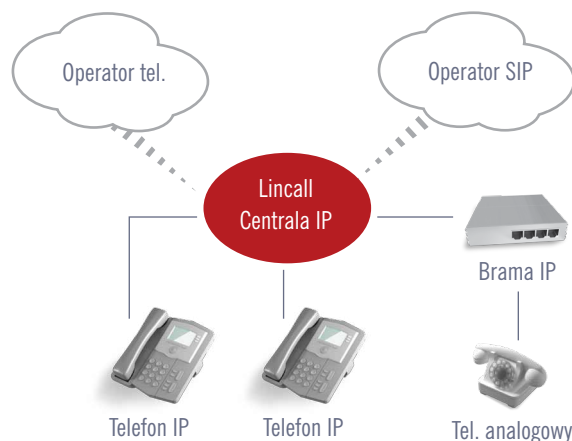 Operator tel.
Operator SIP
Lincall
Centrala IP
Brama IP
Telefon IP
Telefon IP
Tel. analogowy